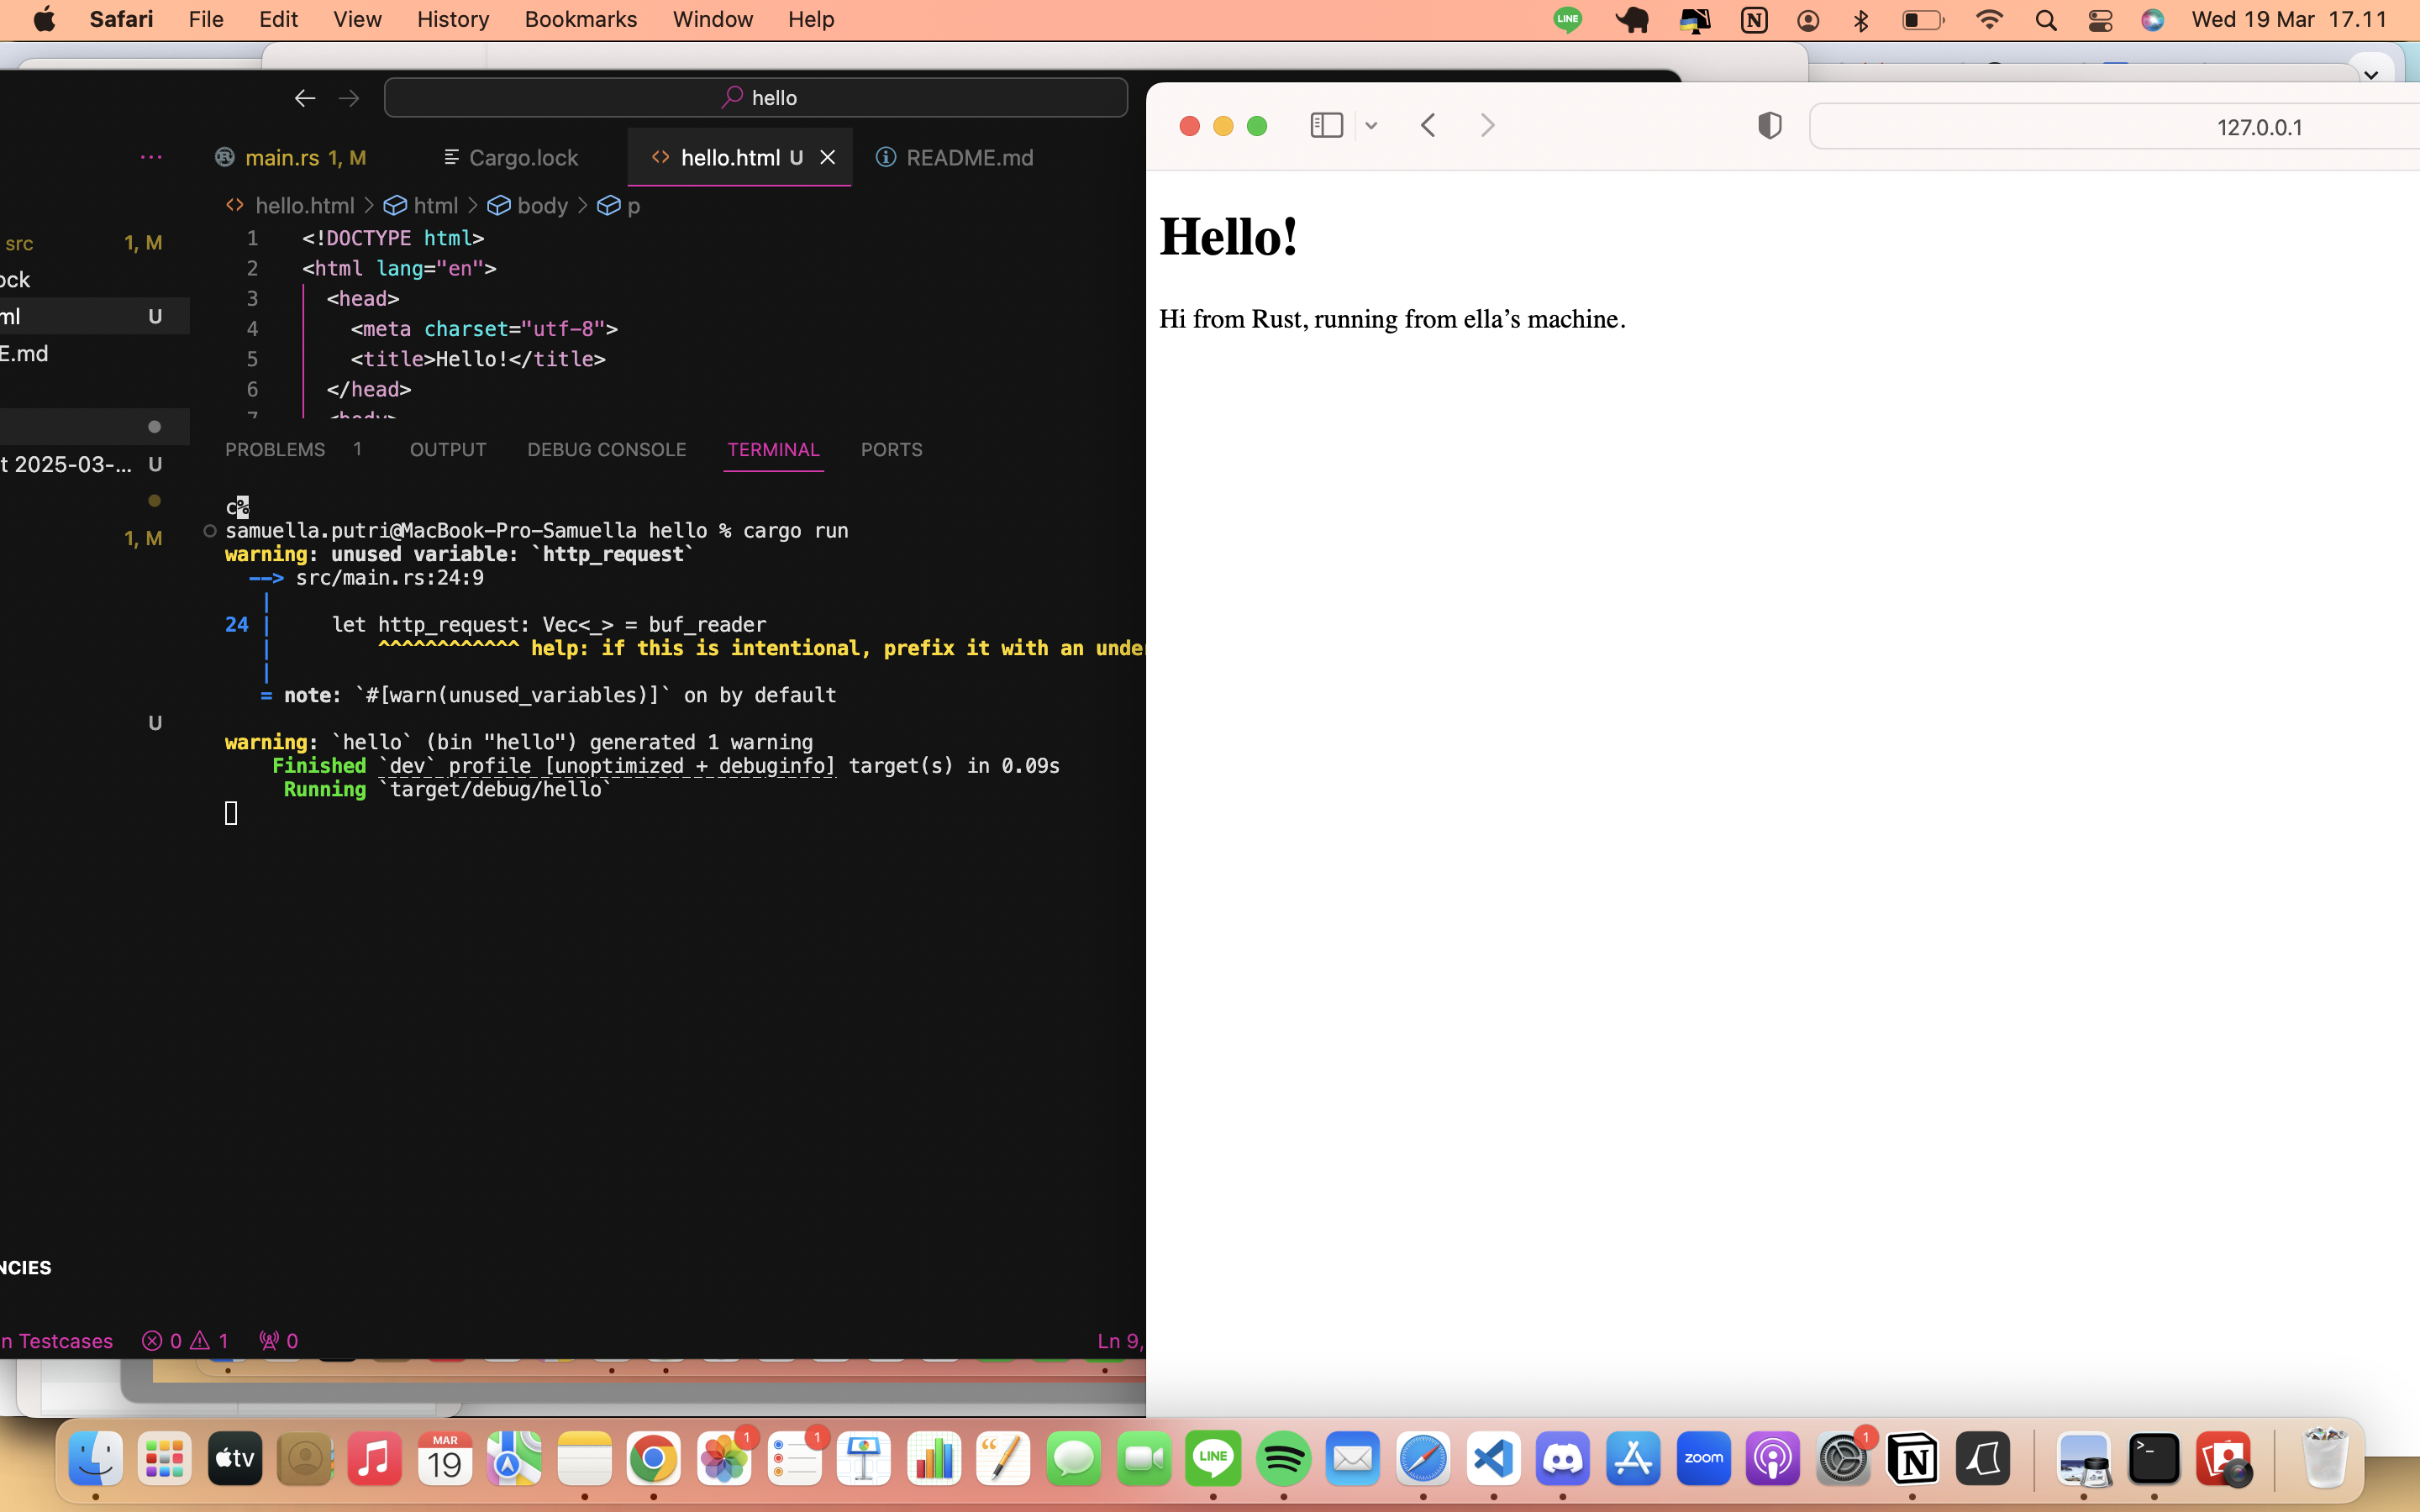 Safari File Edit View History Bookmarks Window Help
LINE
Wed 19 Mar 17.11
hello
main.rs 1, M
Cargo.lock
hello.html U
README.md
hello.html > html > body > p
src 1, M
ock
ml U
E.md
t 2025-03-... U
1, M
U
1 <!DOCTYPE html>
2 <html lang="en">
3 <head>
4 <meta charset="utf-8">
5 <title>Hello!</title>
6 </head>
7 <body>
PROBLEMS 1 OUTPUT DEBUG CONSOLE TERMINAL PORTS
c%
samuella.putri@MacBook-Pro-Samuella hello % cargo run
warning: unused variable: `http_request`
--> src/main.rs:24:9
|
24 | let http_request: Vec<_> = buf_reader
| ^^^^^^^^^^^^ help: if this is intentional, prefix it with an unde
|
= note: `#[warn(unused_variables)]` on by default
warning: `hello` (bin "hello") generated 1 warning
Finished `dev` profile [unoptimized + debuginfo] target(s) in 0.09s
Running `target/debug/hello`
NCIES
n Testcases 0 1 0
Ln 9,
127.0.0.1
Hello!
Hi from Rust, running from ella’s machine.
tv
MAR
19
1
1
LINE
zoom
1
N
>_